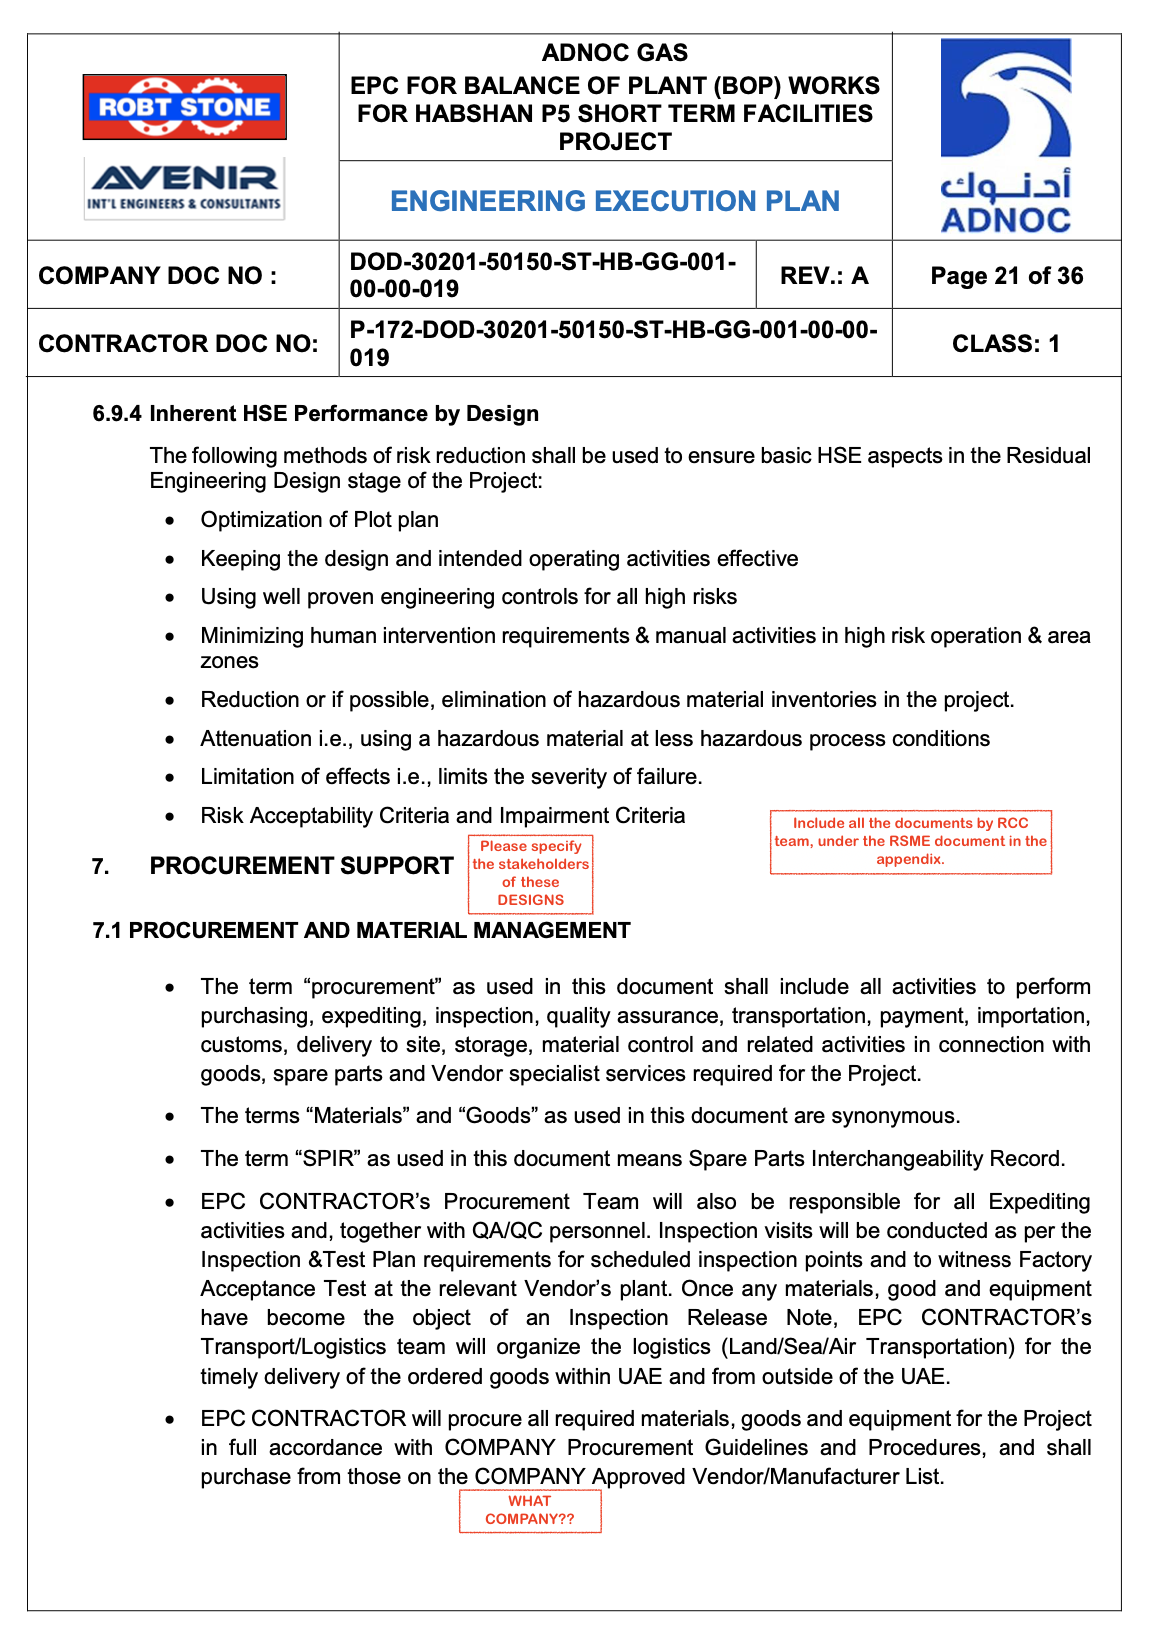 ROBT STONE
AVENIR
INT'L ENGINEERS & CONSULTANTS
ADNOC GAS
EPC FOR BALANCE OF PLANT (BOP) WORKS
FOR HABSHAN P5 SHORT TERM FACILITIES
PROJECT
ENGINEERING EXECUTION PLAN
أدنوك
ADNOC
COMPANY DOC NO :
DOD-30201-50150-ST-HB-GG-001-
00-00-019
REV.: A
Page 21 of 36
CONTRACTOR DOC NO:
P-172-DOD-30201-50150-ST-HB-GG-001-00-00-
019
CLASS: 1
6.9.4 Inherent HSE Performance by Design
The following methods of risk reduction shall be used to ensure basic HSE aspects in the Residual
Engineering Design stage of the Project:
• Optimization of Plot plan
• Keeping the design and intended operating activities effective
• Using well proven engineering controls for all high risks
• Minimizing human intervention requirements & manual activities in high risk operation & area
zones
• Reduction or if possible, elimination of hazardous material inventories in the project.
• Attenuation i.e., using a hazardous material at less hazardous process conditions
• Limitation of effects i.e., limits the severity of failure.
• Risk Acceptability Criteria and Impairment Criteria
Include all the documents by RCC
team, under the RSME document in the
appendix.
7. PROCUREMENT SUPPORT
Please specify
the stakeholders
of these
DESIGNS
7.1 PROCUREMENT AND MATERIAL MANAGEMENT
• The term “procurement” as used in this document shall include all activities to perform
purchasing, expediting, inspection, quality assurance, transportation, payment, importation,
customs, delivery to site, storage, material control and related activities in connection with
goods, spare parts and Vendor specialist services required for the Project.
• The terms “Materials” and “Goods” as used in this document are synonymous.
• The term “SPIR” as used in this document means Spare Parts Interchangeability Record.
• EPC CONTRACTOR’s Procurement Team will also be responsible for all Expediting
activities and, together with QA/QC personnel. Inspection visits will be conducted as per the
Inspection &Test Plan requirements for scheduled inspection points and to witness Factory
Acceptance Test at the relevant Vendor’s plant. Once any materials, good and equipment
have become the object of an Inspection Release Note, EPC CONTRACTOR’s
Transport/Logistics team will organize the logistics (Land/Sea/Air Transportation) for the
timely delivery of the ordered goods within UAE and from outside of the UAE.
• EPC CONTRACTOR will procure all required materials, goods and equipment for the Project
in full accordance with COMPANY Procurement Guidelines and Procedures, and shall
purchase from those on the COMPANY Approved Vendor/Manufacturer List.
WHAT
COMPANY??